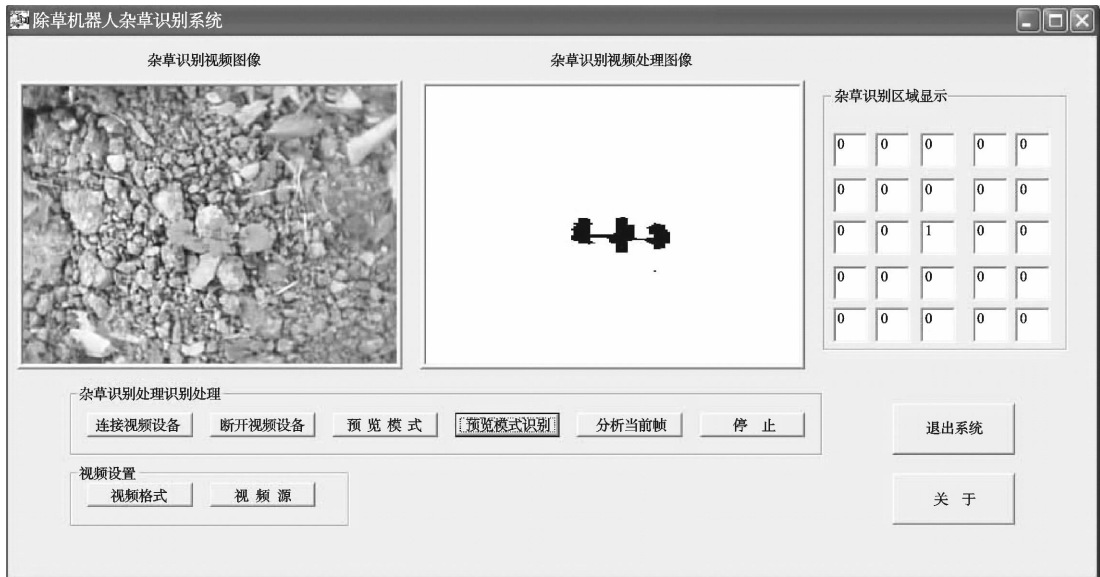 除草机器人杂草识别系统
杂草识别视频图像
杂草识别视频处理图像
杂草识别区域显示
0 0 0 0 0
0 0 0 0 0
0 0 1 0 0
0 0 0 0 0
0 0 0 0 0
杂草识别处理识别处理
连接视频设备 断开视频设备 预览模式 预览模式识别 分析当前帧 停止
退出系统
视频设置
视频格式 视频源
关于